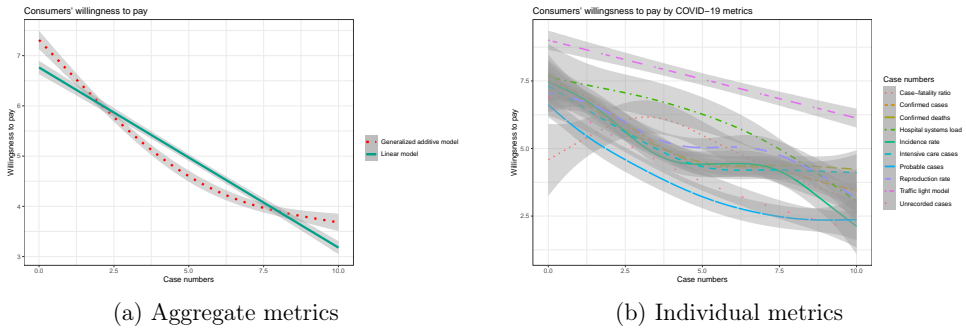 Consumers' willingness to pay
7
6
5
4
3
0.0 2.5 5.0 7.5 10.0
Case numbers
Willingness to pay
Generalized additive model
Linear model
(a) Aggregate metrics
Consumers' willingsness to pay by COVID−19 metrics
7.5
5.0
2.5
0.0 2.5 5.0 7.5 10.0
Case numbers
Willingness to pay
Case numbers
Case−fatality ratio
Confirmed cases
Confirmed deaths
Hospital systems load
Incidence rate
Intensive care cases
Probable cases
Reproduction rate
Traffic light model
Unrecorded cases
(b) Individual metrics